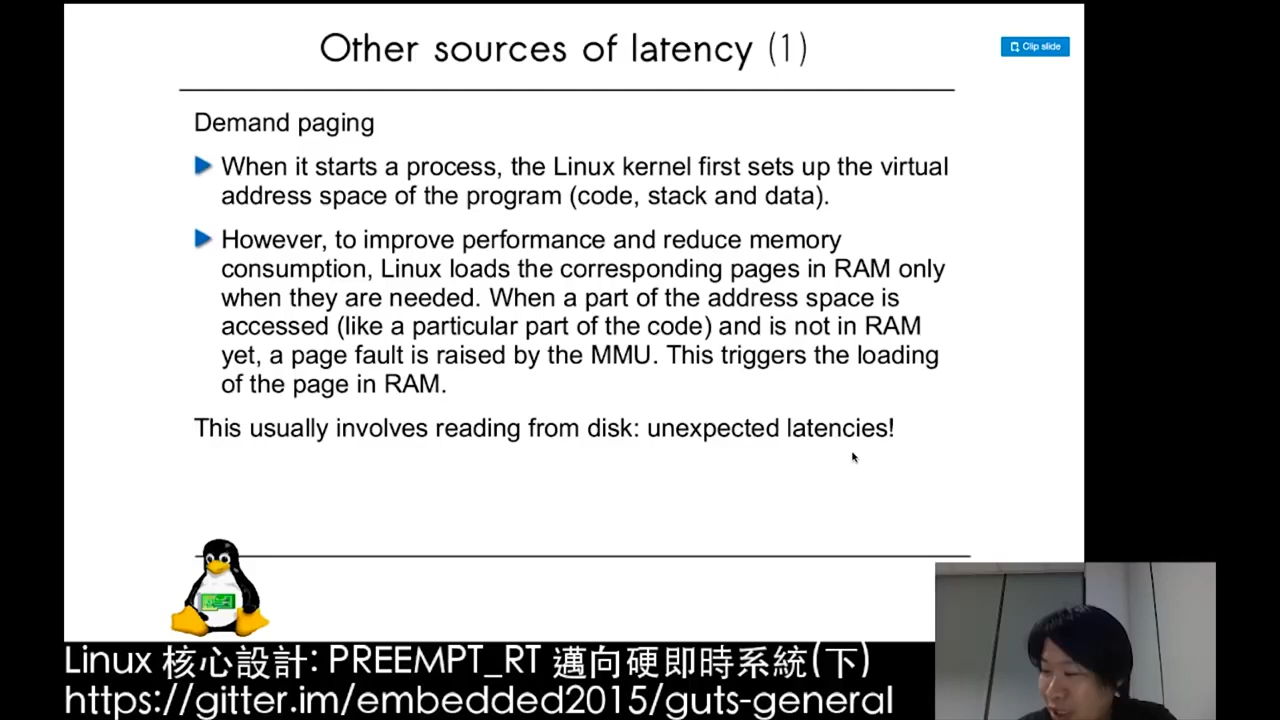 Other sources of latency (1)
Clip slide
Demand paging
When it starts a process, the Linux kernel first sets up the virtual
address space of the program (code, stack and data).
However, to improve performance and reduce memory
consumption, Linux loads the corresponding pages in RAM only
when they are needed. When a part of the address space is
accessed (like a particular part of the code) and is not in RAM
yet, a page fault is raised by the MMU. This triggers the loading
of the page in RAM.
This usually involves reading from disk: unexpected latencies!
Linux 核心設計: PREEMPT_RT 邁向硬即時系統(下)
https://gitter.im/embedded2015/guts-general